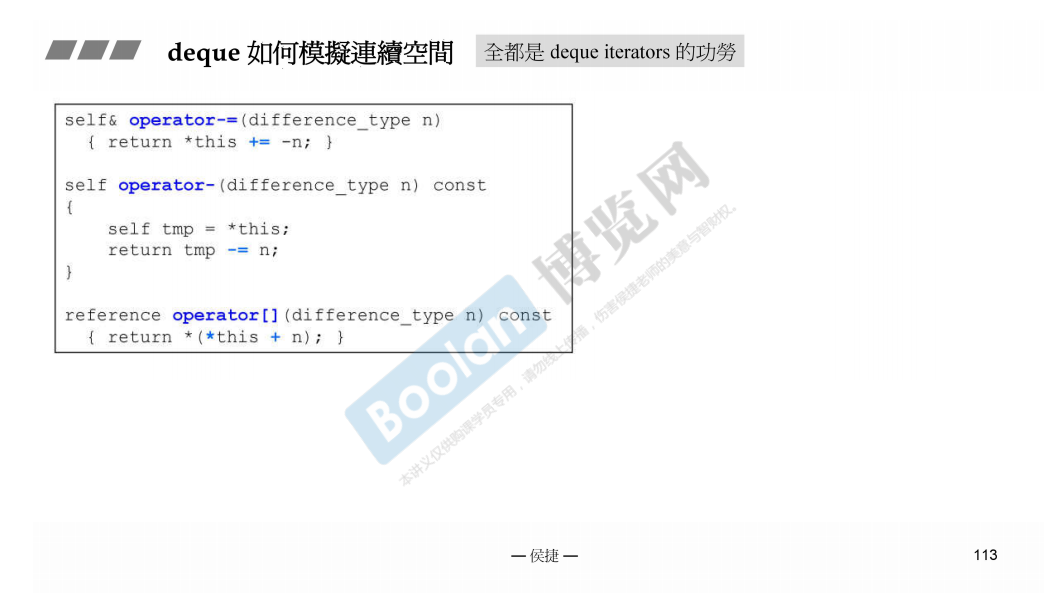 deque 如何模擬連續空間
全都是 deque iterators 的功勞
self& operator-=(difference_type n)
{ return *this += -n; }
self operator-(difference_type n) const
{
self tmp = *this;
return tmp -= n;
}
reference operator[](difference_type n) const
{ return *(*this + n); }
Boolan 博览网
本讲义仅供购课学员专用，请勿线上传播，伤害侯捷老师的美意与智财权。
— 侯捷 —
113